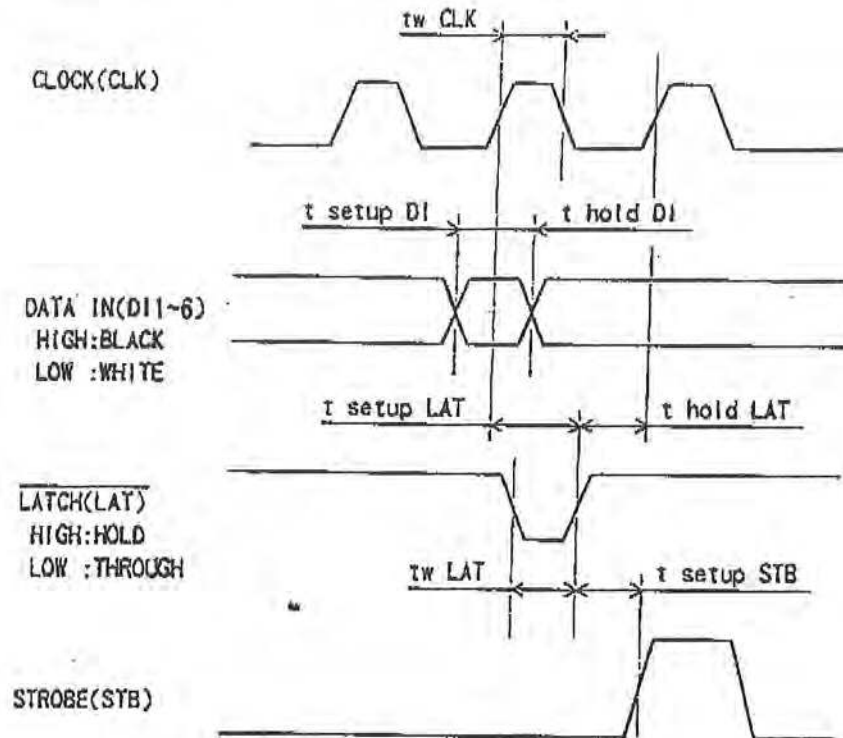 tw CLK
CLOCK(CLK)
t setup DI
t hold DI
DATA IN(DI1~6)
HIGH:BLACK
LOW :WHITE
t setup LAT
t hold LAT
LATCH(LAT)
HIGH:HOLD
LOW :THROUGH
tw LAT
t setup STB
STROBE(STB)